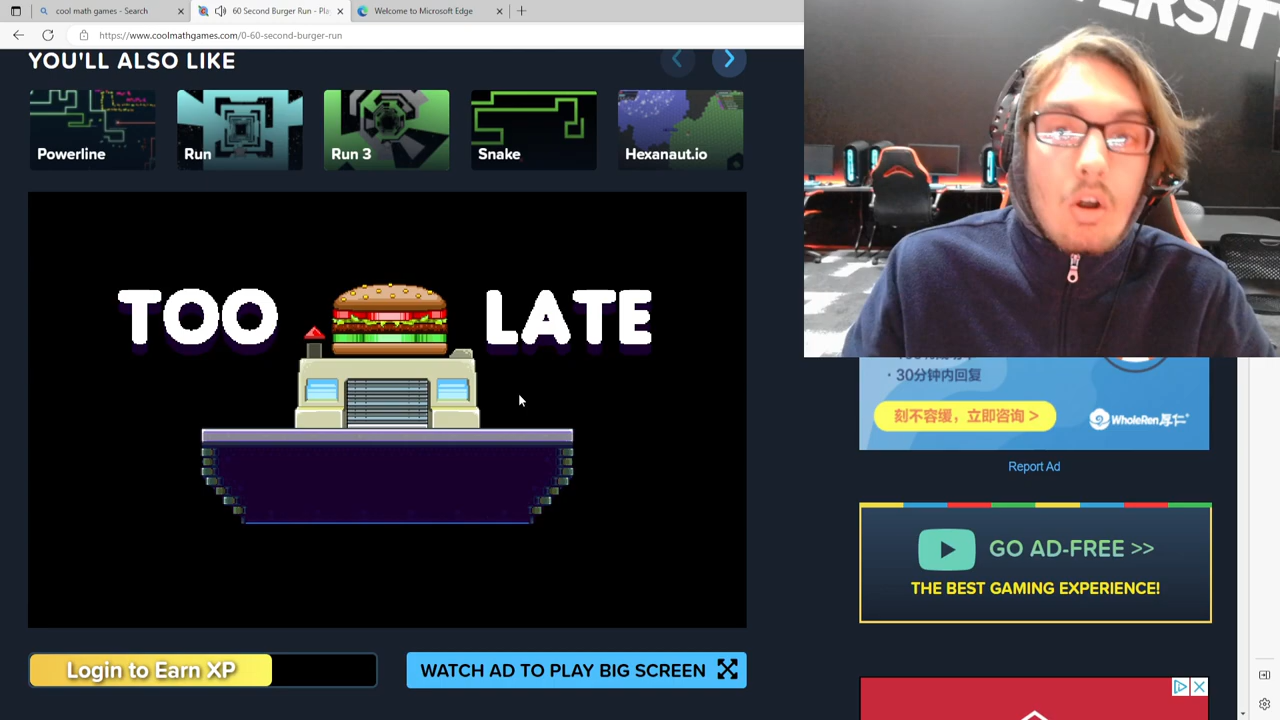 cool math games - Search
60 Second Burger Run - Pla
Welcome to Microsoft Edge
https://www.coolmathgames.com/0-60-second-burger-run
YOU'LL ALSO LIKE
Powerline
Run
Run 3
Snake
Hexanaut.io
TOO LATE
ERSITY
· 30分钟内回复
刻不容缓，立即咨询 >
WholeRen厚仁
Report Ad
GO AD-FREE >>
THE BEST GAMING EXPERIENCE!
Login to Earn XP
WATCH AD TO PLAY BIG SCREEN